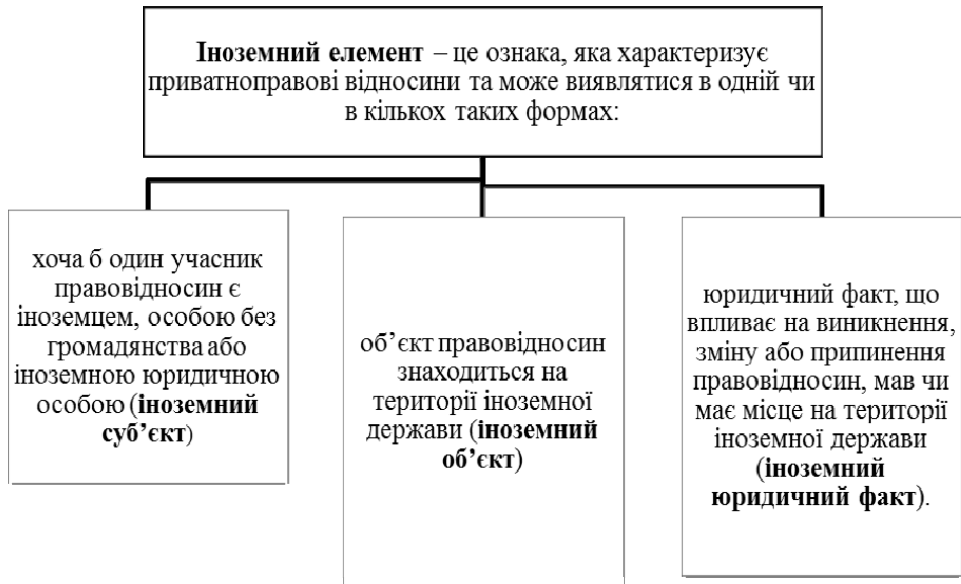 Іноземний елемент – це ознака, яка характеризує
приватноправові відносини та може виявлятися в одній чи
в кількох таких формах:
хоча б один учасник
правовідносин є
іноземцем, особою без
громадянства або
іноземною юридичною
особою (іноземний
суб’єкт)
об’єкт правовідносин
знаходиться на
території іноземної
держави (іноземний
об’єкт)
юридичний факт, що
впливає на виникнення,
зміну або припинення
правовідносин, мав чи
має місце на території
іноземної держави
(іноземний
юридичний факт).